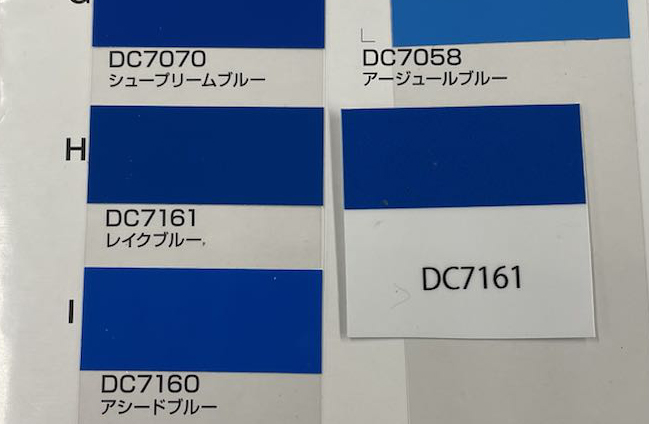 DC7070
シュープリームブルー
DC7058
アージュールブルー
H
DC7161
レイクブルー
DC7161
I
DC7160
アシードブルー